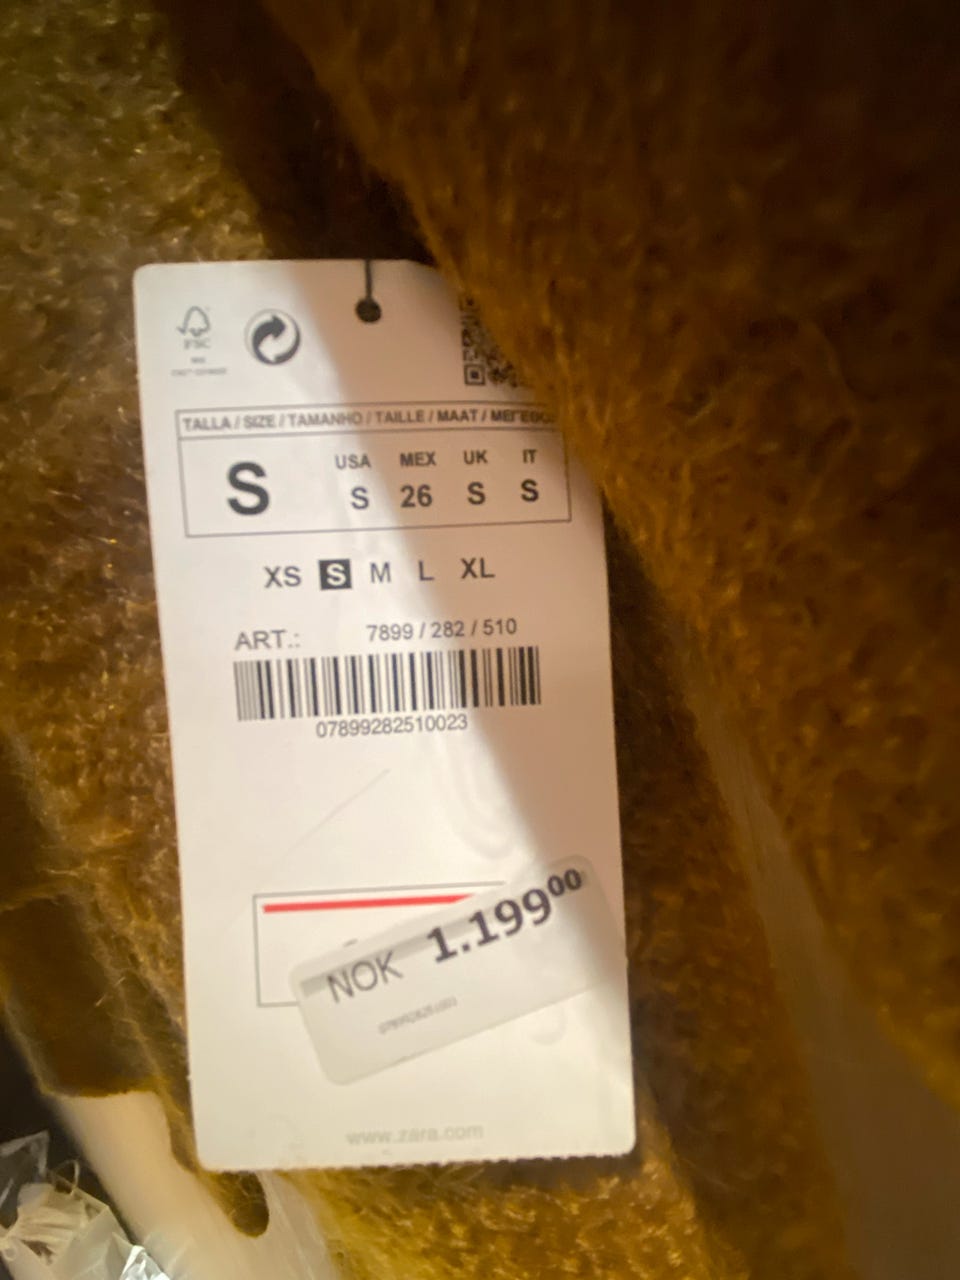 FSC
TALLA / SIZE / TAMANHO / TAILLE / MAAT /
USA MEX UK IT
S S 26 S S
XS S M L XL
ART.: 7899 / 282 / 510
07899282510023
NOK 1.199⁰⁰
www.zara.com